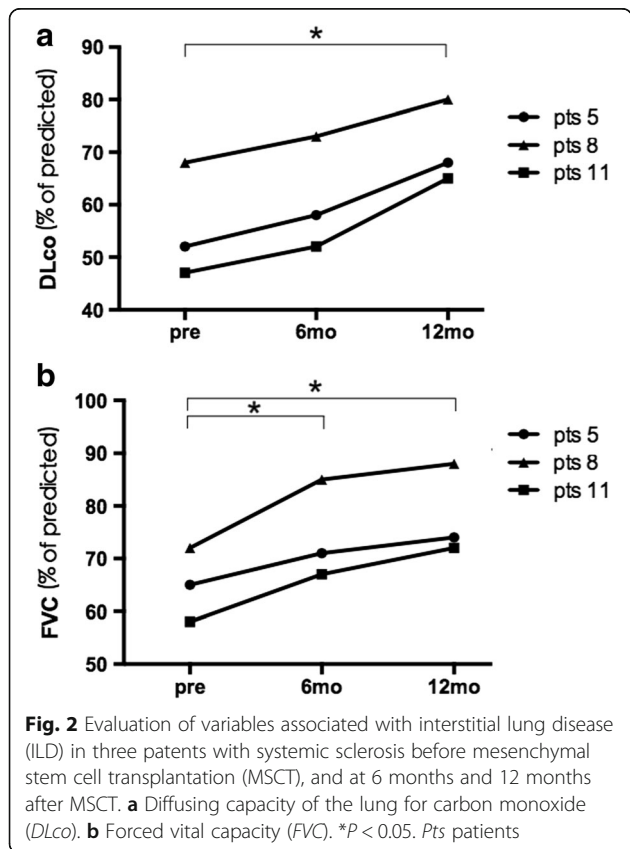 a
*
90
80
70
60
50
40
DLco (% of predicted)
pre 6mo 12mo
pts 5
pts 8
pts 11
b
*
*
100
90
80
70
60
50
FVC (% of predicted)
pre 6mo 12mo
pts 5
pts 8
pts 11
Fig. 2 Evaluation of variables associated with interstitial lung disease
(ILD) in three patents with systemic sclerosis before mesenchymal
stem cell transplantation (MSCT), and at 6 months and 12 months
after MSCT. a Diffusing capacity of the lung for carbon monoxide
(DLco). b Forced vital capacity (FVC). *P < 0.05. Pts patients